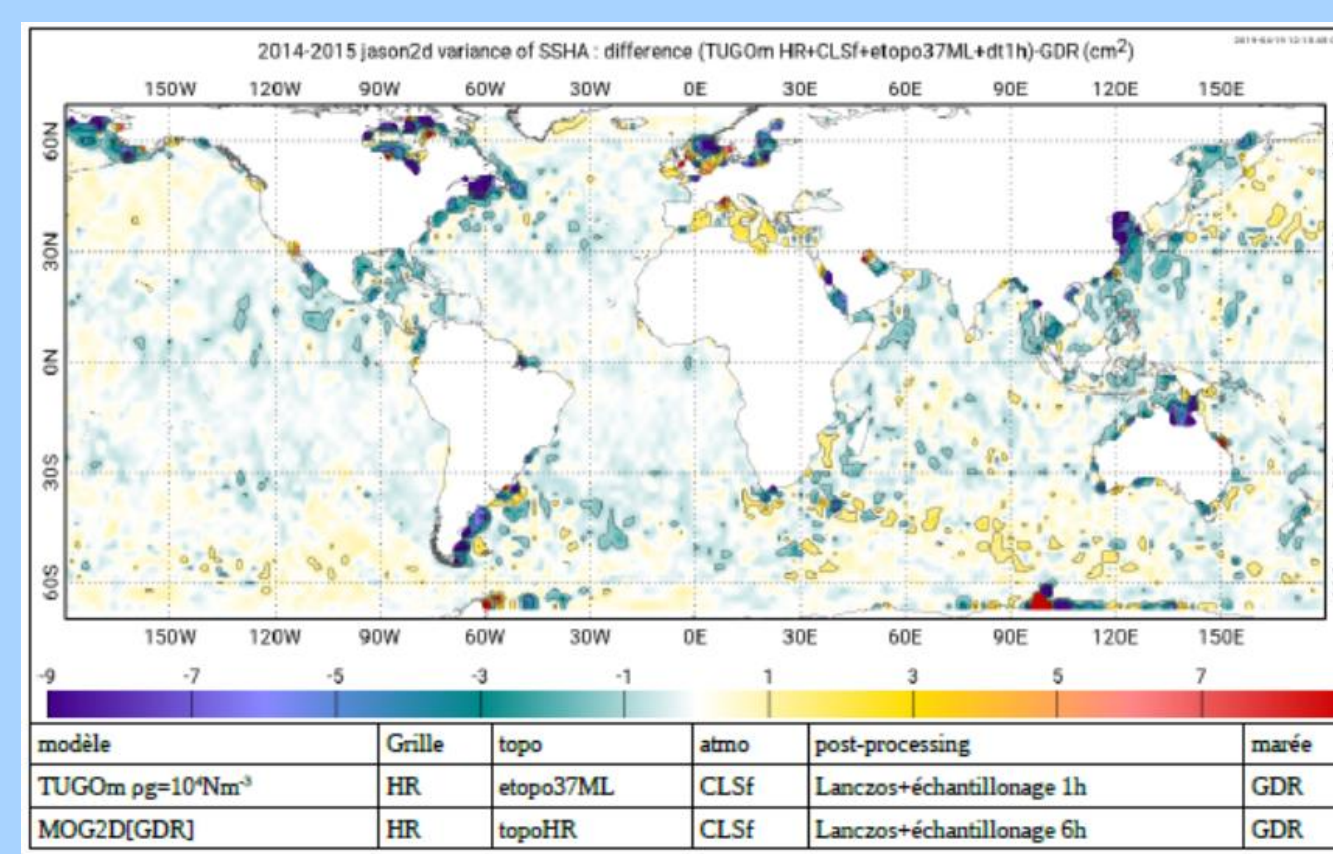 2014-2015 jason2d variance of SSHA : difference (TUGOm HR+CLSf+etopo37ML+dt1h)-GDR (cm²)
150W 120W 90W 60W 30W 0E 30E 60E 90E 120E 150E
60N
30N
0N
30S
60S
150W 120W 90W 60W 30W 0E 30E 60E 90E 120E 150E
-9 -7 -5 -3 -1 1 3 5 7
modèle Grille topo atmo post-processing marée
TUGOm ρg=10⁴Nm⁻³ HR etopo37ML CLSf Lanczos+échantillonage 1h GDR
MOG2D[GDR] HR topoHR CLSf Lanczos+échantillonage 6h GDR